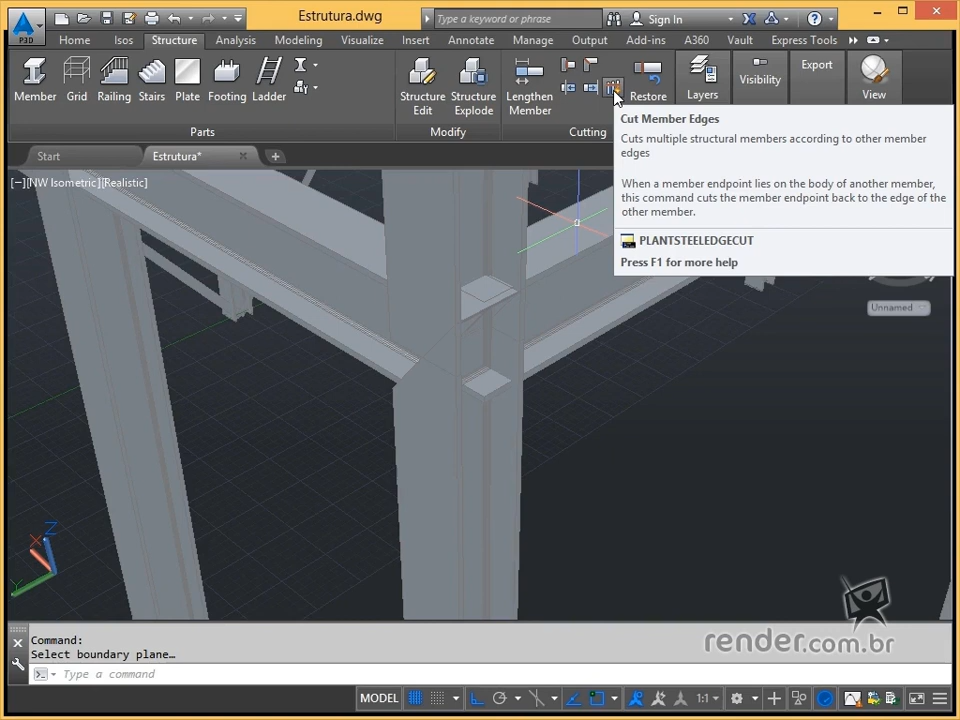 P3D
Estrutura.dwg
Type a keyword or phrase
Sign In
Home
Isos
Structure
Analysis
Modeling
Visualize
Insert
Annotate
Manage
Output
Add-ins
A360
Vault
Express Tools
Member
Grid
Railing
Stairs
Plate
Footing
Ladder
Structure
Edit
Structure
Explode
Lengthen
Member
Restore
Layers
Visibility
Export
View
Parts
Modify
Cutting
Cut Member Edges
Cuts multiple structural members according to other member
edges
When a member endpoint lies on the body of another member,
this command cuts the member endpoint back to the edge of the
other member.
PLANTSTEELEDGECUT
Press F1 for more help
Start
Estrutura*
[−][NW Isometric][Realistic]
Unnamed
Z
X
Y
render.com.br
Command:
Select boundary plane…
Type a command
MODEL
1:1